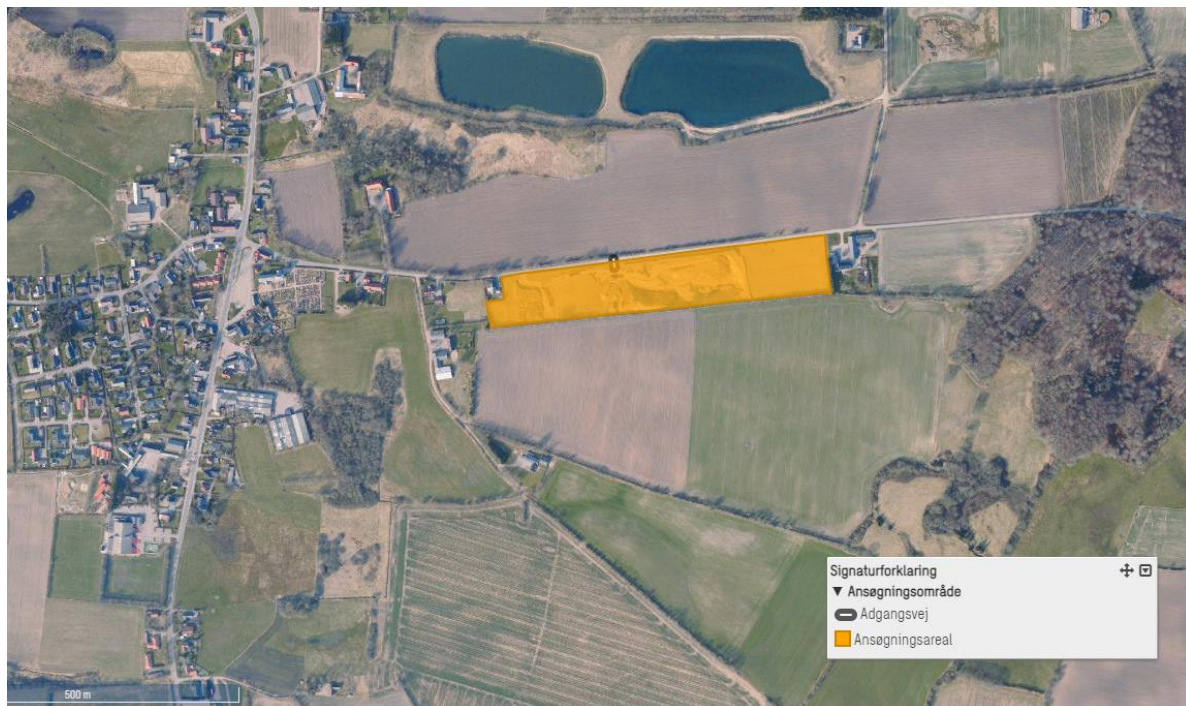 Signaturforklaring
▼ Ansøgningsområde
Adgangsvej
Ansøgningsareal
500 m